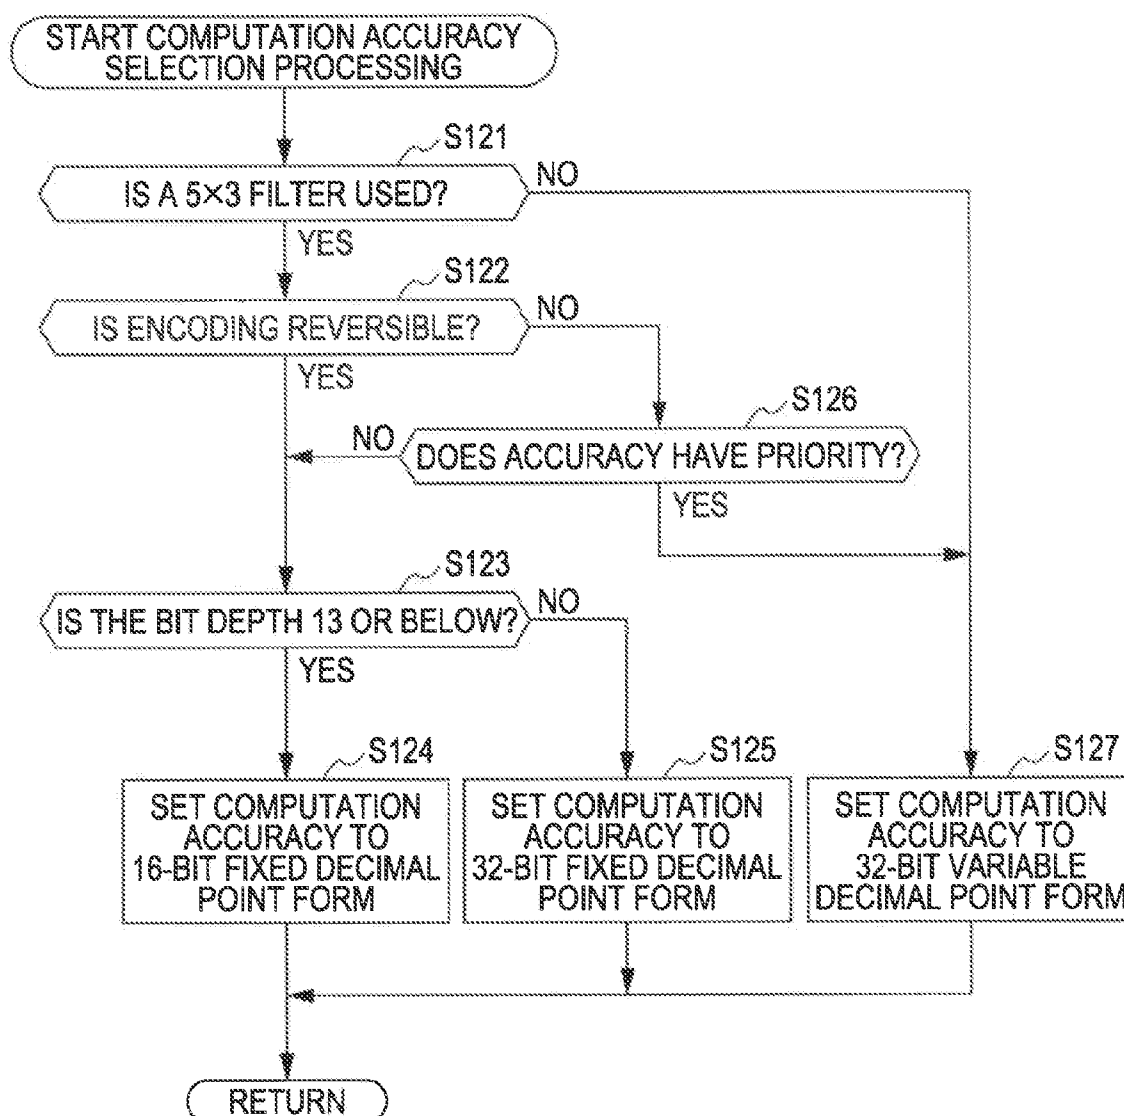 START COMPUTATION ACCURACY
SELECTION PROCESSING
S121
IS A 5×3 FILTER USED?
NO
YES
S122
IS ENCODING REVERSIBLE?
NO
YES
S126
DOES ACCURACY HAVE PRIORITY?
NO
YES
S123
IS THE BIT DEPTH 13 OR BELOW?
NO
YES
S124
SET COMPUTATION
ACCURACY TO
16-BIT FIXED DECIMAL
POINT FORM
S125
SET COMPUTATION
ACCURACY TO
32-BIT FIXED DECIMAL
POINT FORM
S127
SET COMPUTATION
ACCURACY TO
32-BIT VARIABLE
DECIMAL POINT FORM
RETURN